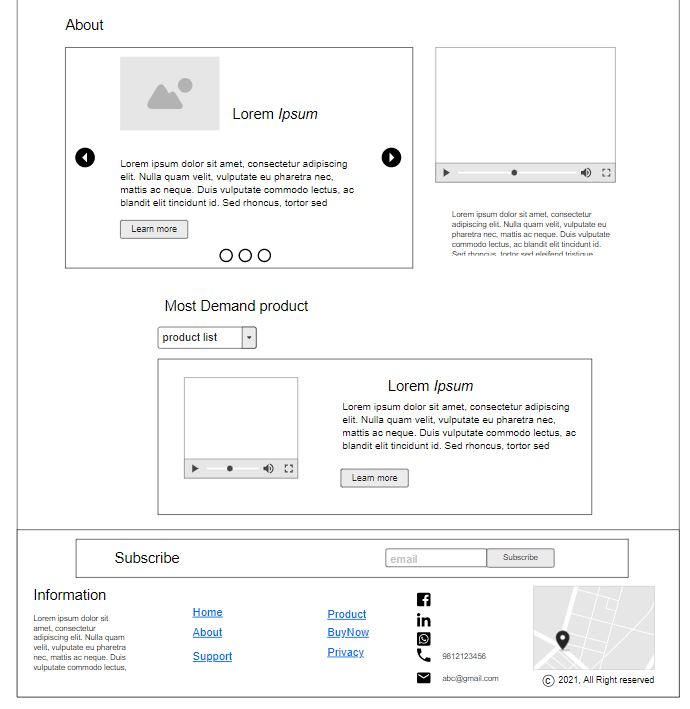 About
Lorem Ipsum
Lorem ipsum dolor sit amet, consectetur adipiscing
elit. Nulla quam velit, vulputate eu pharetra nec,
mattis ac neque. Duis vulputate commodo lectus, ac
blandit elit tincidunt id. Sed rhoncus, tortor sed
Learn more
Lorem ipsum dolor sit amet, consectetur
adipiscing elit. Nulla quam velit, vulputate eu
pharetra nec, mattis ac neque. Duis vulputate
commodo lectus, ac blandit elit tincidunt id.
Sed rhoncus, tortor sed eleifend tristique
Most Demand product
product list
Lorem Ipsum
Lorem ipsum dolor sit amet, consectetur adipiscing
elit. Nulla quam velit, vulputate eu pharetra nec,
mattis ac neque. Duis vulputate commodo lectus, ac
blandit elit tincidunt id. Sed rhoncus, tortor sed
Learn more
Subscribe
email
Subscribe
Information
Lorem ipsum dolor sit
amet, consectetur
adipiscing elit. Nulla quam
velit, vulputate eu pharetra
nec, mattis ac neque. Duis
vulputate commodo lectus,
Home
About
Support
Product
BuyNow
Privacy
9812123456
abc@gmail.com
© 2021, All Right reserved